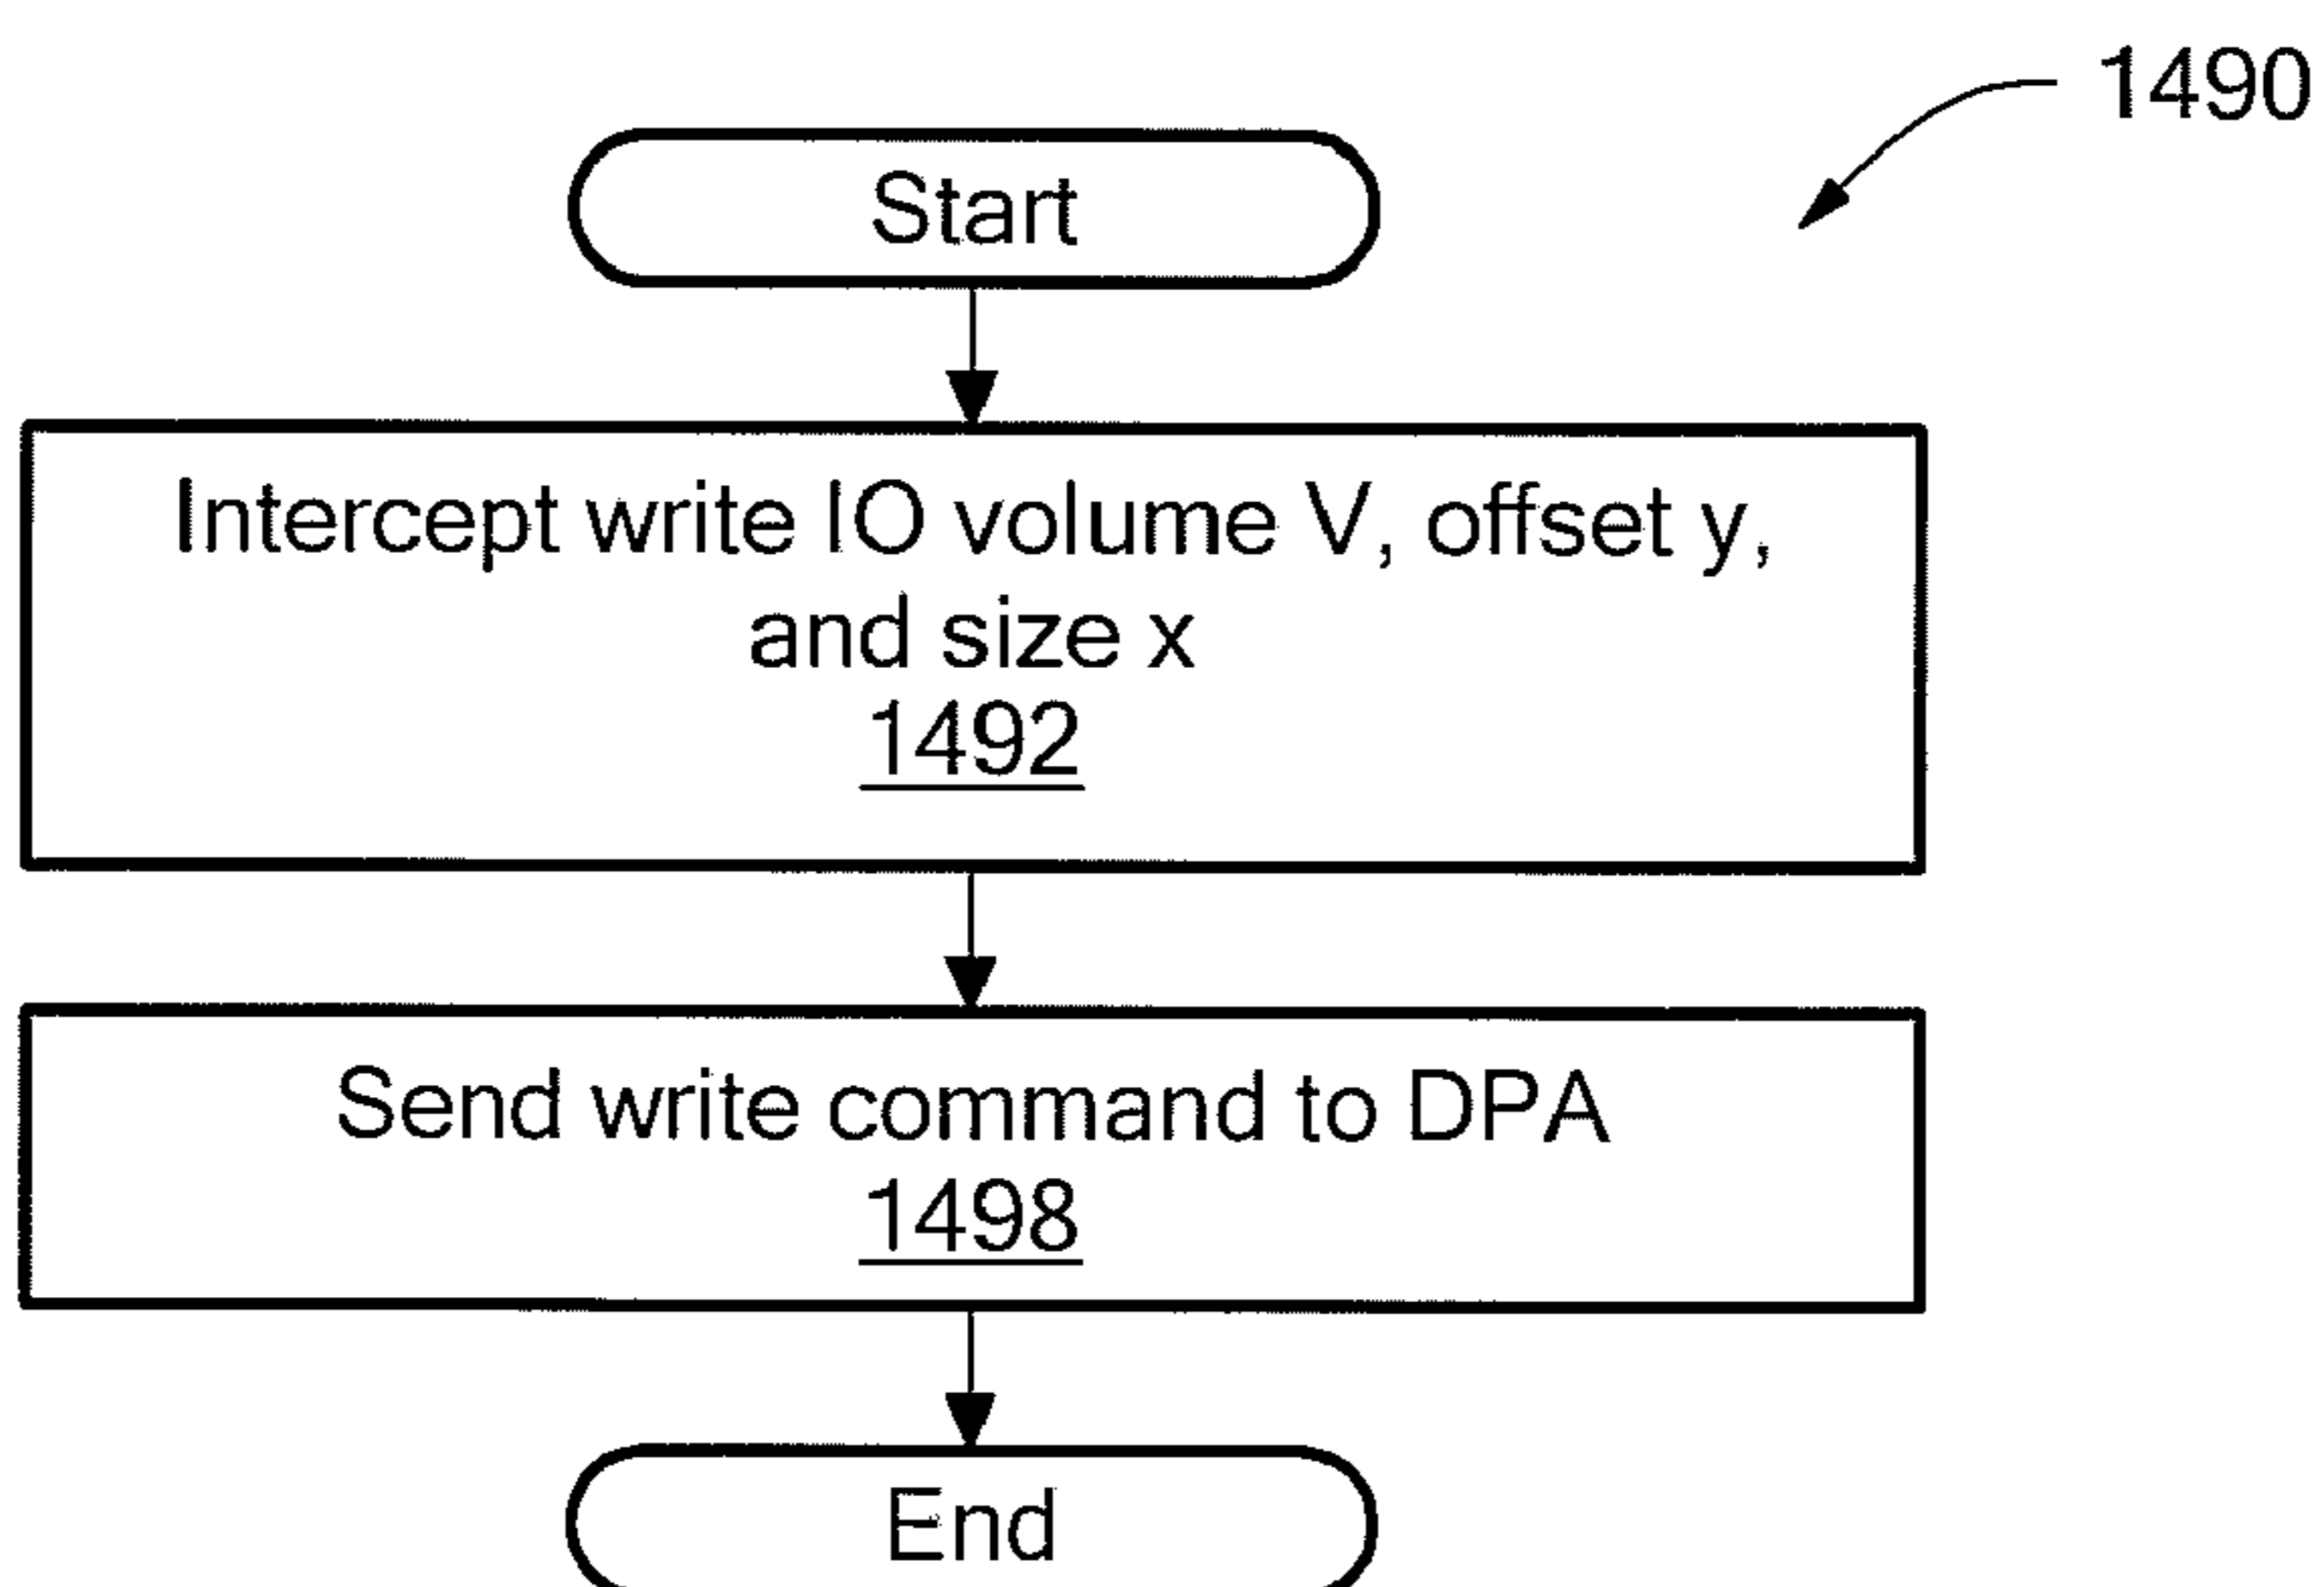 1490
Start
Intercept write IO volume V, offset y,
and size x
1492
Send write command to DPA
1498
End